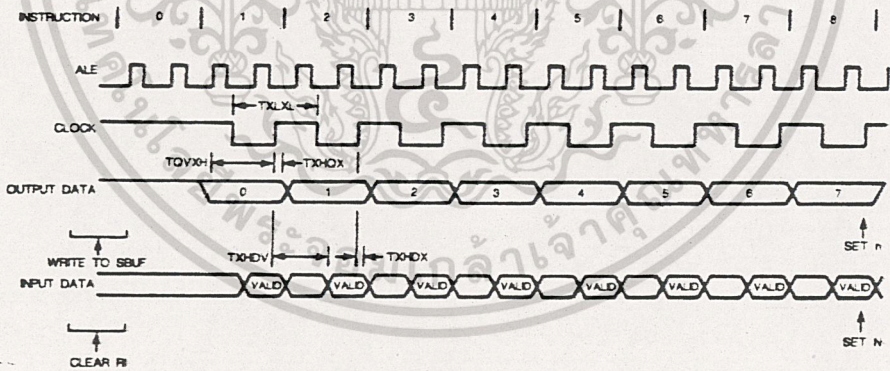 INSTRUCTION | 0 | 1 | 2 | 3 | 4 | 5 | 6 | 7 | 8
ALE
TXLXL
CLOCK
TQVXH TXHQX
OUTPUT DATA 0 1 2 3 4 5 6 7
WRITE TO SBUF
SET
TXHDV TXHDX
INPUT DATA VALID VALID VALID VALID VALID VALID VALID VALID
CLEAR RI
SET